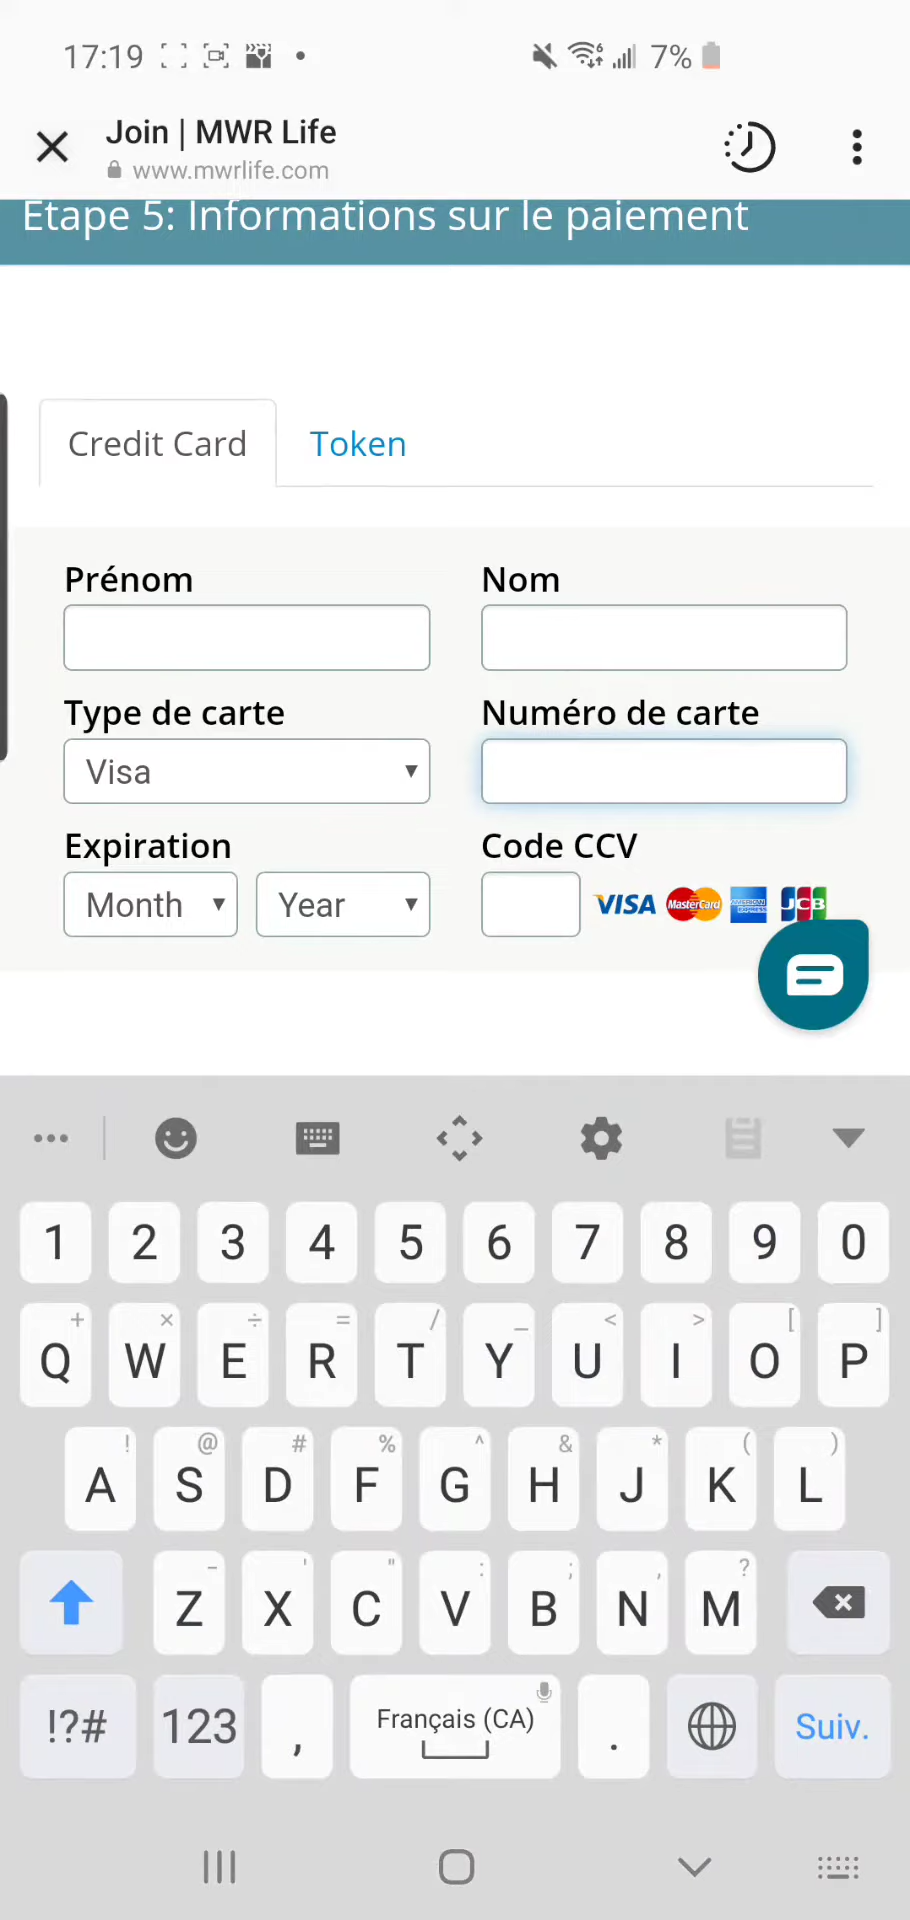 17:19
7%
Join | MWR Life
www.mwrlife.com
Etape 5: Informations sur le paiement
Credit Card
Token
Prénom
Nom
Type de carte
Numéro de carte
Visa
Expiration
Code CCV
Month
Year
VISA
MasterCard
AMERICAN EXPRESS
JCB
1 2 3 4 5 6 7 8 9 0
+ × ÷ = / _ < > [ ]
Q W E R T Y U I O P
! @ # % ^ & * ( )
A S D F G H J K L
- ' " : ; , ?
Z X C V B N M
!?#
123
,
Français (CA)
.
Suiv.